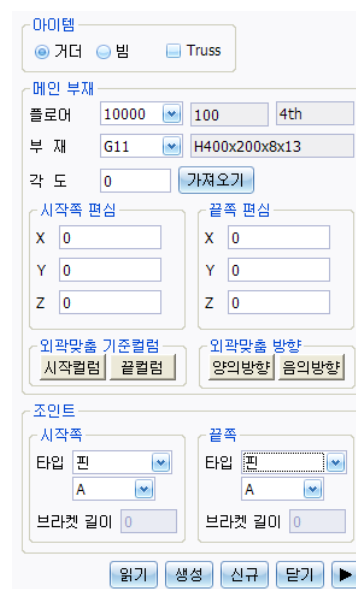 아이템
거더 빔 Truss
메인 부재
플로어 10000 100 4th
부 재 G11 H400x200x8x13
각 도 0 가져오기
시작쪽 편심 끝쪽 편심
X 0 X 0
Y 0 Y 0
Z 0 Z 0
외곽맞춤 기준컬럼 외곽맞춤 방향
시작컬럼 끝컬럼 양의방향 음의방향
조인트
시작쪽 끝쪽
타입 핀 타입 핀
A A
브라켓 길이 0 브라켓 길이 0
읽기 생성 신규 닫기